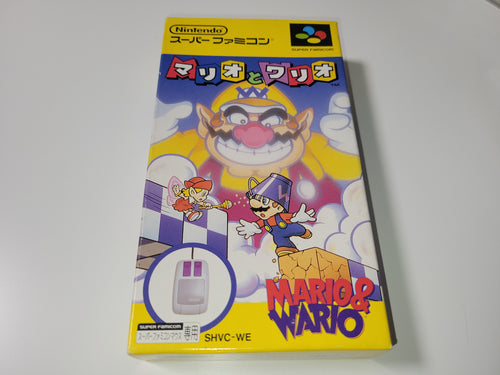 Nintendo
スーパーファミコン
SUPER FAMICOM
マリオとワリオ
TM
MARIO &
WARIO
SUPER FAMICOM
スーパーファミコンマウス専用
SHVC-WE